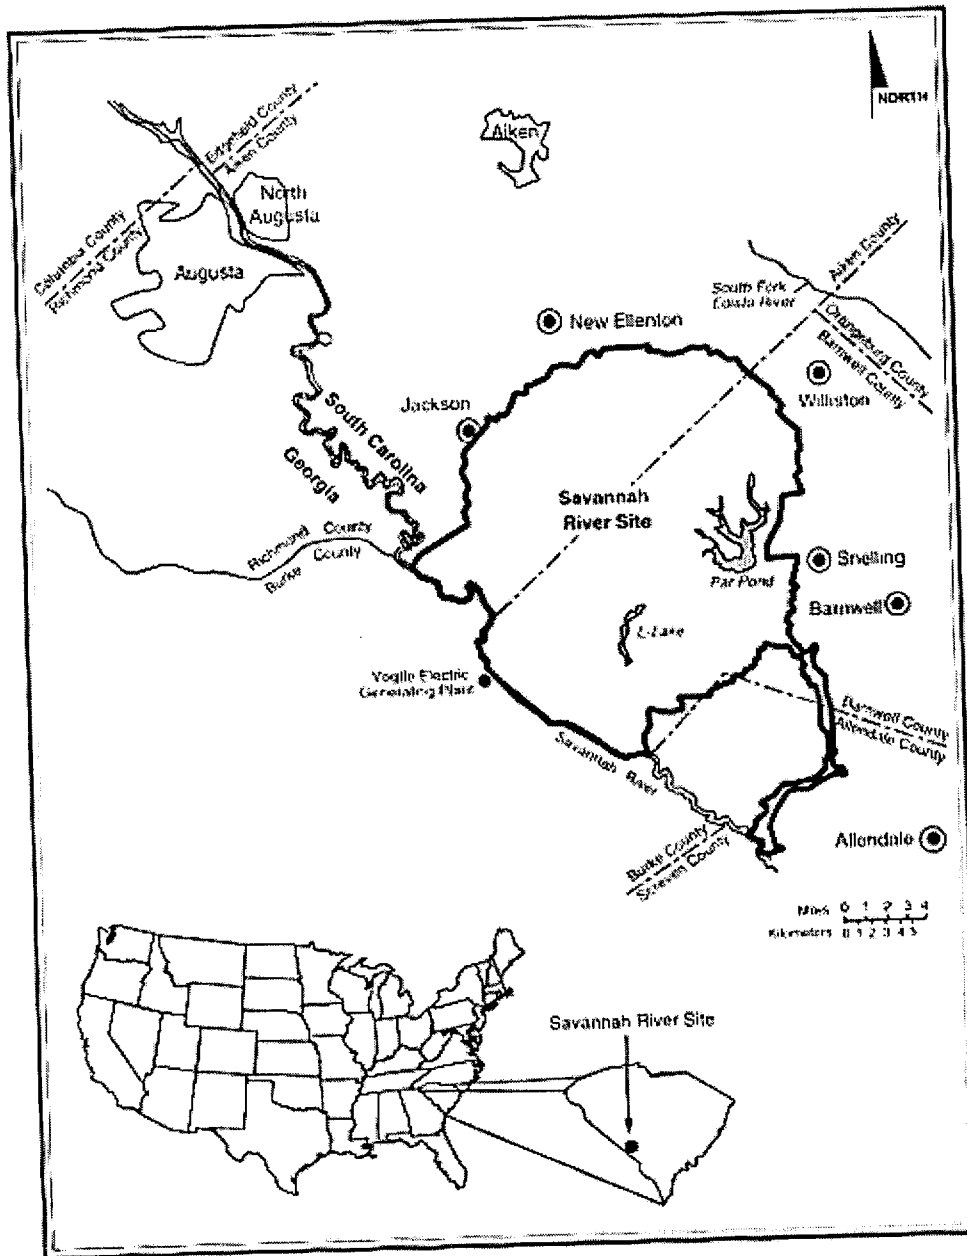 NORTH
Edgefield County
Aiken County
Aiken
North
Augusta
Columbia County
Richmond County
Augusta
Aiken County
South Fork
Edisto River
Orangeburg County
Barnwell County
New Ellenton
Williston
Jackson
South Carolina
Georgia
Savannah
River Site
Richmond County
Burke County
Par Pond
Snelling
Barnwell
L-Lake
Vogtle Electric
Generating Plant
Barnwell County
Allendale County
Savannah River
Burke County
Screven County
Allendale
Miles 0 1 2 3 4
Kilometers 0 1 2 3 4 5
Savannah River Site